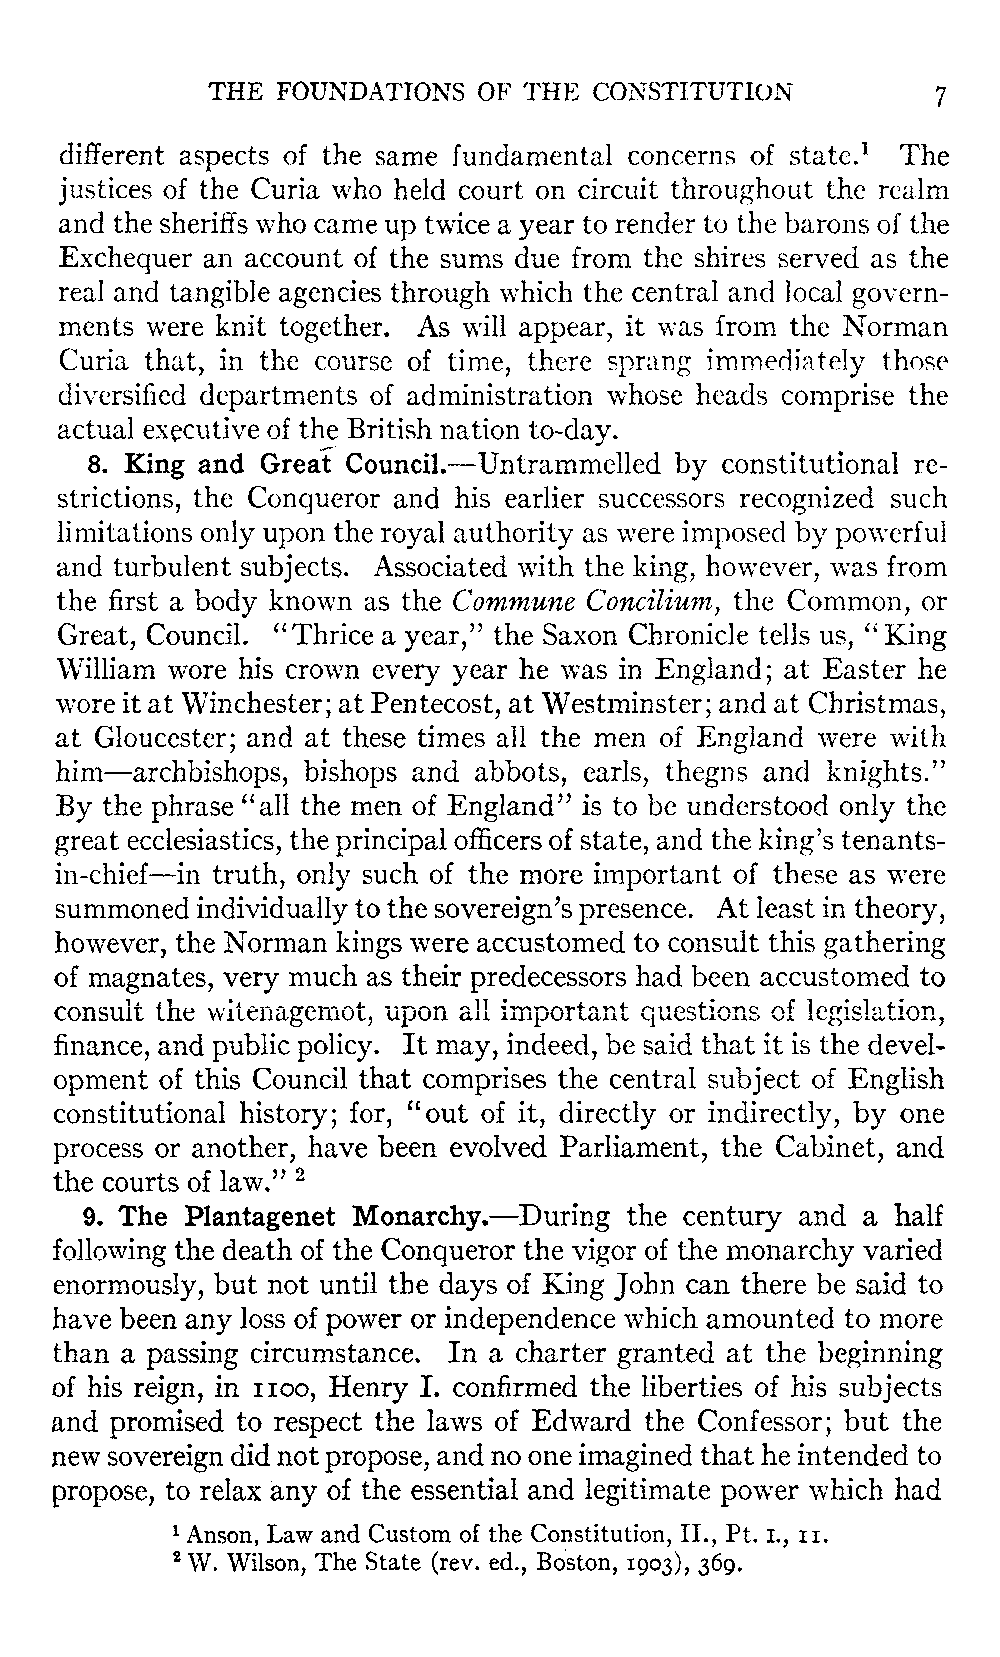 THE FOUNDATIONS OF THE CONSTITUTION 7
different aspects of the same fundamental concerns of state.¹ The
justices of the Curia who held court on circuit throughout the realm
and the sheriffs who came up twice a year to render to the barons of the
Exchequer an account of the sums due from the shires served as the
real and tangible agencies through which the central and local govern-
ments were knit together. As will appear, it was from the Norman
Curia that, in the course of time, there sprang immediately those
diversified departments of administration whose heads comprise the
actual executive of the British nation to-day.
8. King and Great Council.—Untrammelled by constitutional re-
strictions, the Conqueror and his earlier successors recognized such
limitations only upon the royal authority as were imposed by powerful
and turbulent subjects. Associated with the king, however, was from
the first a body known as the Commune Concilium, the Common, or
Great, Council. "Thrice a year," the Saxon Chronicle tells us, "King
William wore his crown every year he was in England; at Easter he
wore it at Winchester; at Pentecost, at Westminster; and at Christmas,
at Gloucester; and at these times all the men of England were with
him—archbishops, bishops and abbots, earls, thegns and knights."
By the phrase "all the men of England" is to be understood only the
great ecclesiastics, the principal officers of state, and the king's tenants-
in-chief—in truth, only such of the more important of these as were
summoned individually to the sovereign's presence. At least in theory,
however, the Norman kings were accustomed to consult this gathering
of magnates, very much as their predecessors had been accustomed to
consult the witenagemot, upon all important questions of legislation,
finance, and public policy. It may, indeed, be said that it is the devel-
opment of this Council that comprises the central subject of English
constitutional history; for, "out of it, directly or indirectly, by one
process or another, have been evolved Parliament, the Cabinet, and
the courts of law." ²
9. The Plantagenet Monarchy.—During the century and a half
following the death of the Conqueror the vigor of the monarchy varied
enormously, but not until the days of King John can there be said to
have been any loss of power or independence which amounted to more
than a passing circumstance. In a charter granted at the beginning
of his reign, in 1100, Henry I. confirmed the liberties of his subjects
and promised to respect the laws of Edward the Confessor; but the
new sovereign did not propose, and no one imagined that he intended to
propose, to relax any of the essential and legitimate power which had
¹ Anson, Law and Custom of the Constitution, II., Pt. I., 11.
² W. Wilson, The State (rev. ed., Boston, 1903), 369.